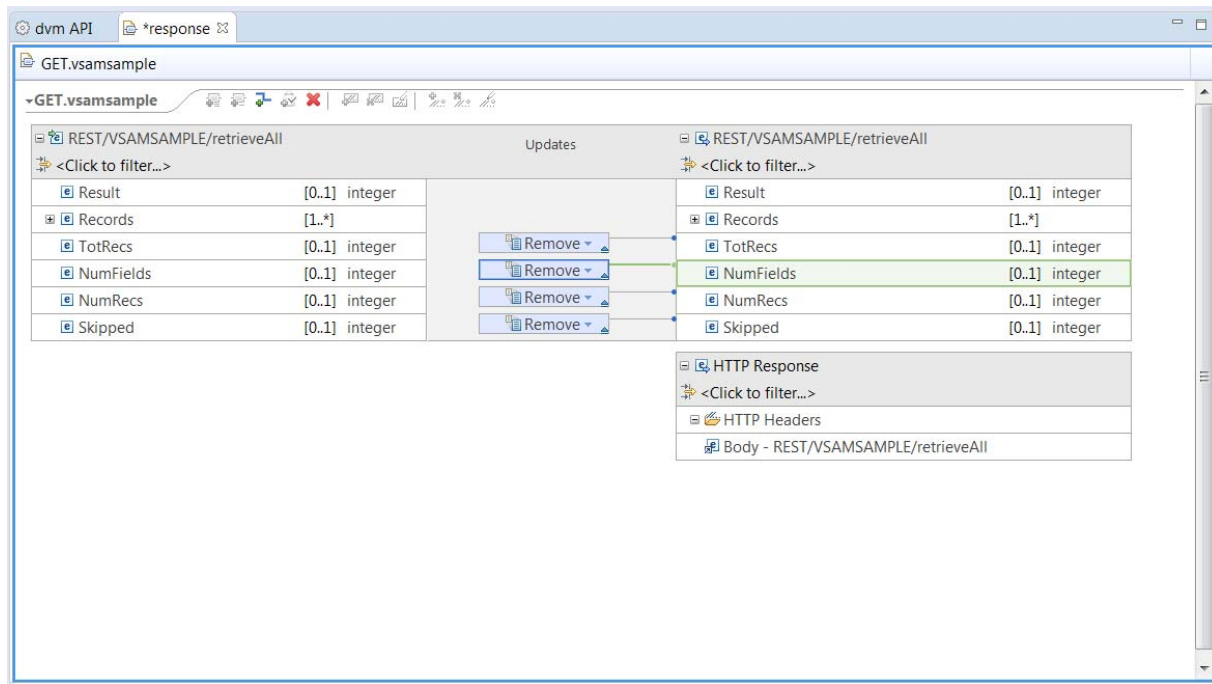 dvm API *response
GET.vsamsample
GET.vsamsample
REST/VSAMSAMPLE/retrieveAll Updates REST/VSAMSAMPLE/retrieveAll
<Click to filter...> <Click to filter...>
Result [0..1] integer Result [0..1] integer
Records [1..*] Records [1..*]
TotRecs [0..1] integer Remove TotRecs [0..1] integer
NumFields [0..1] integer Remove NumFields [0..1] integer
NumRecs [0..1] integer Remove NumRecs [0..1] integer
Skipped [0..1] integer Remove Skipped [0..1] integer
HTTP Response
<Click to filter...>
HTTP Headers
Body - REST/VSAMSAMPLE/retrieveAll